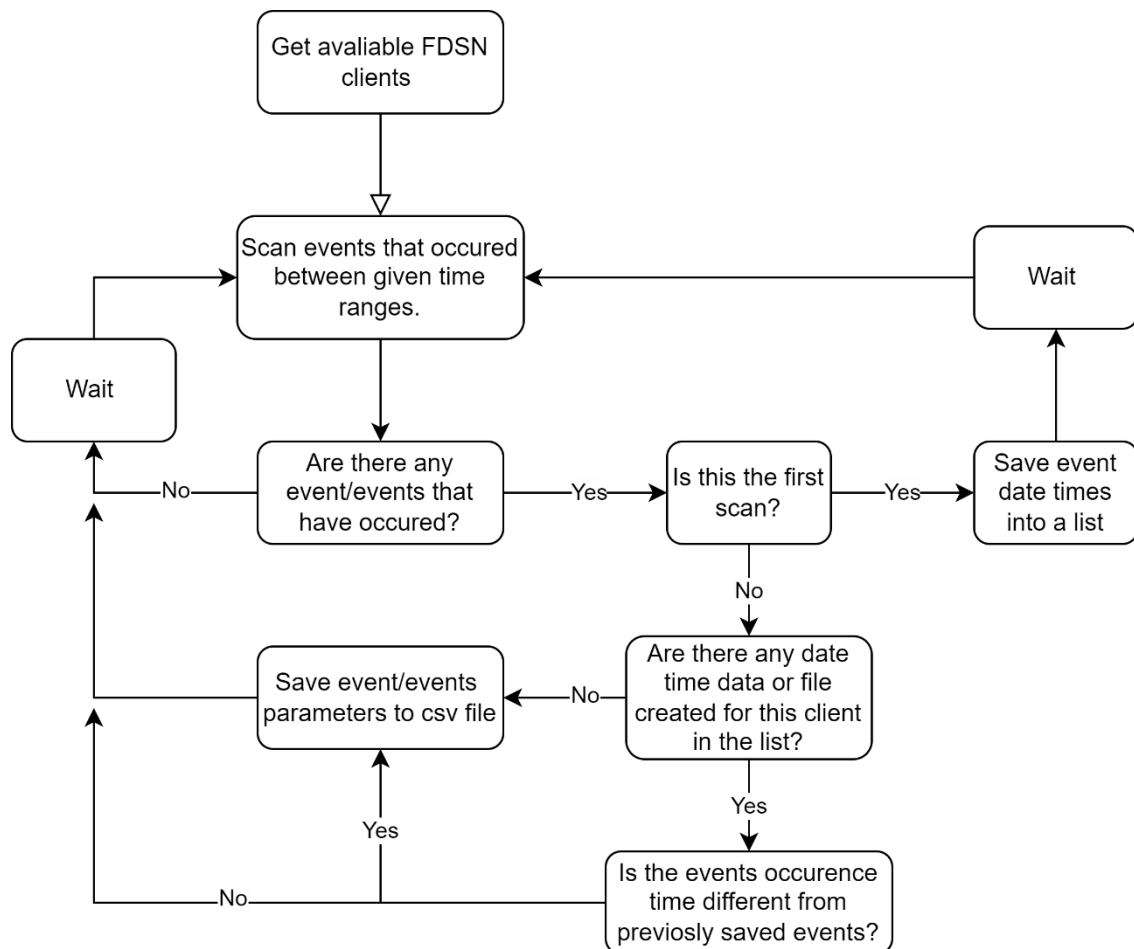 Get avaliable FDSN
clients
Scan events that occured
between given time
ranges.
Wait
Wait
Are there any
event/events that
have occured?
No
Yes
Is this the first
scan?
Yes
Save event
date times
into a list
No
Save event/events
parameters to csv file
No
Are there any date
time data or file
created for this client
in the list?
Yes
Yes
No
Is the events occurence
time different from
previosly saved events?